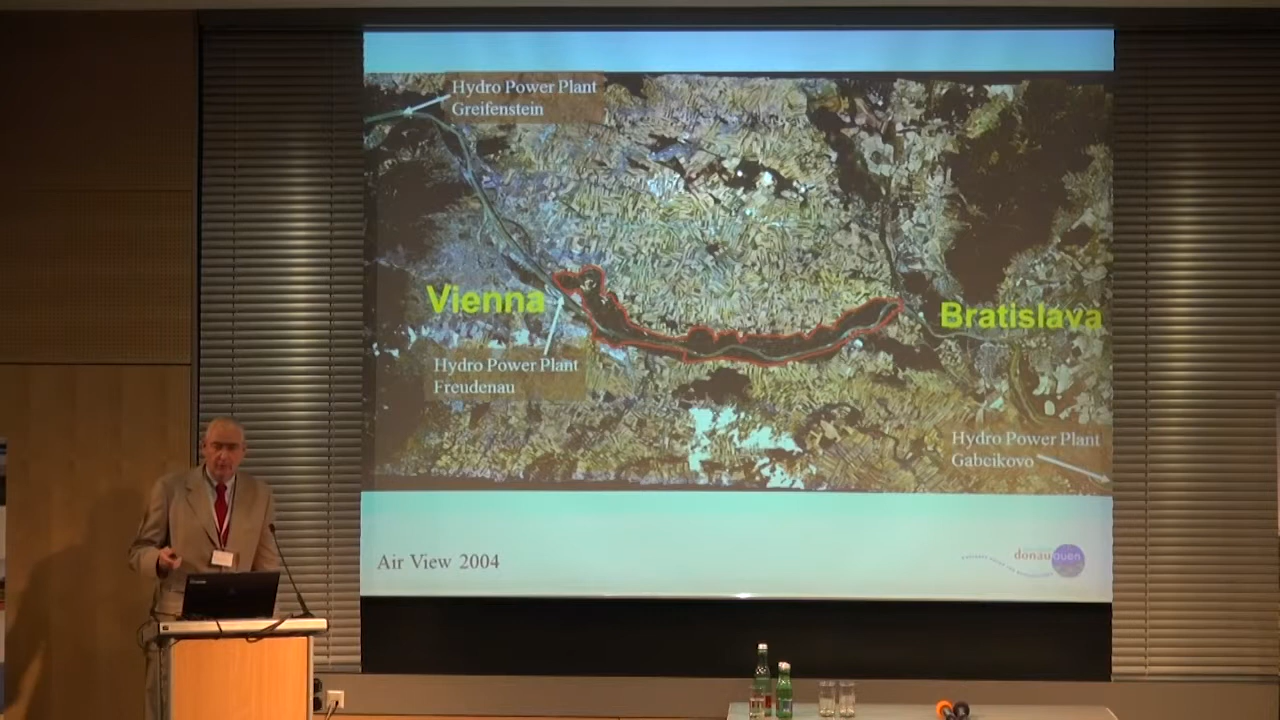 Hydro Power Plant
Greifenstein
Vienna
Bratislava
Hydro Power Plant
Freudenau
Hydro Power Plant
Gabcikovo
Air View 2004
donauauen